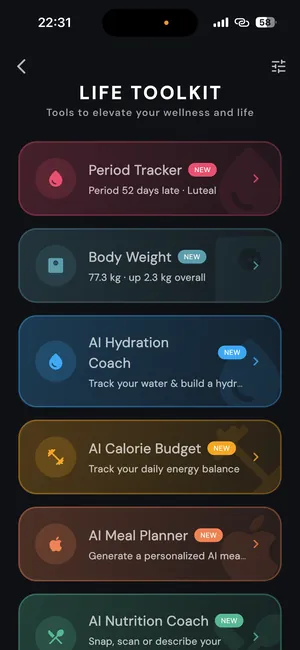 22:31
58
LIFE TOOLKIT
Tools to elevate your wellness and life
Period Tracker NEW
Period 52 days late · Luteal
Body Weight NEW
77.3 kg · up 2.3 kg overall
AI Hydration
Coach NEW
Track your water & build a hydr…
AI Calorie Budget NEW
Track your daily energy balance
AI Meal Planner NEW
Generate a personalized AI mea…
AI Nutrition Coach NEW
Snap, scan or describe your